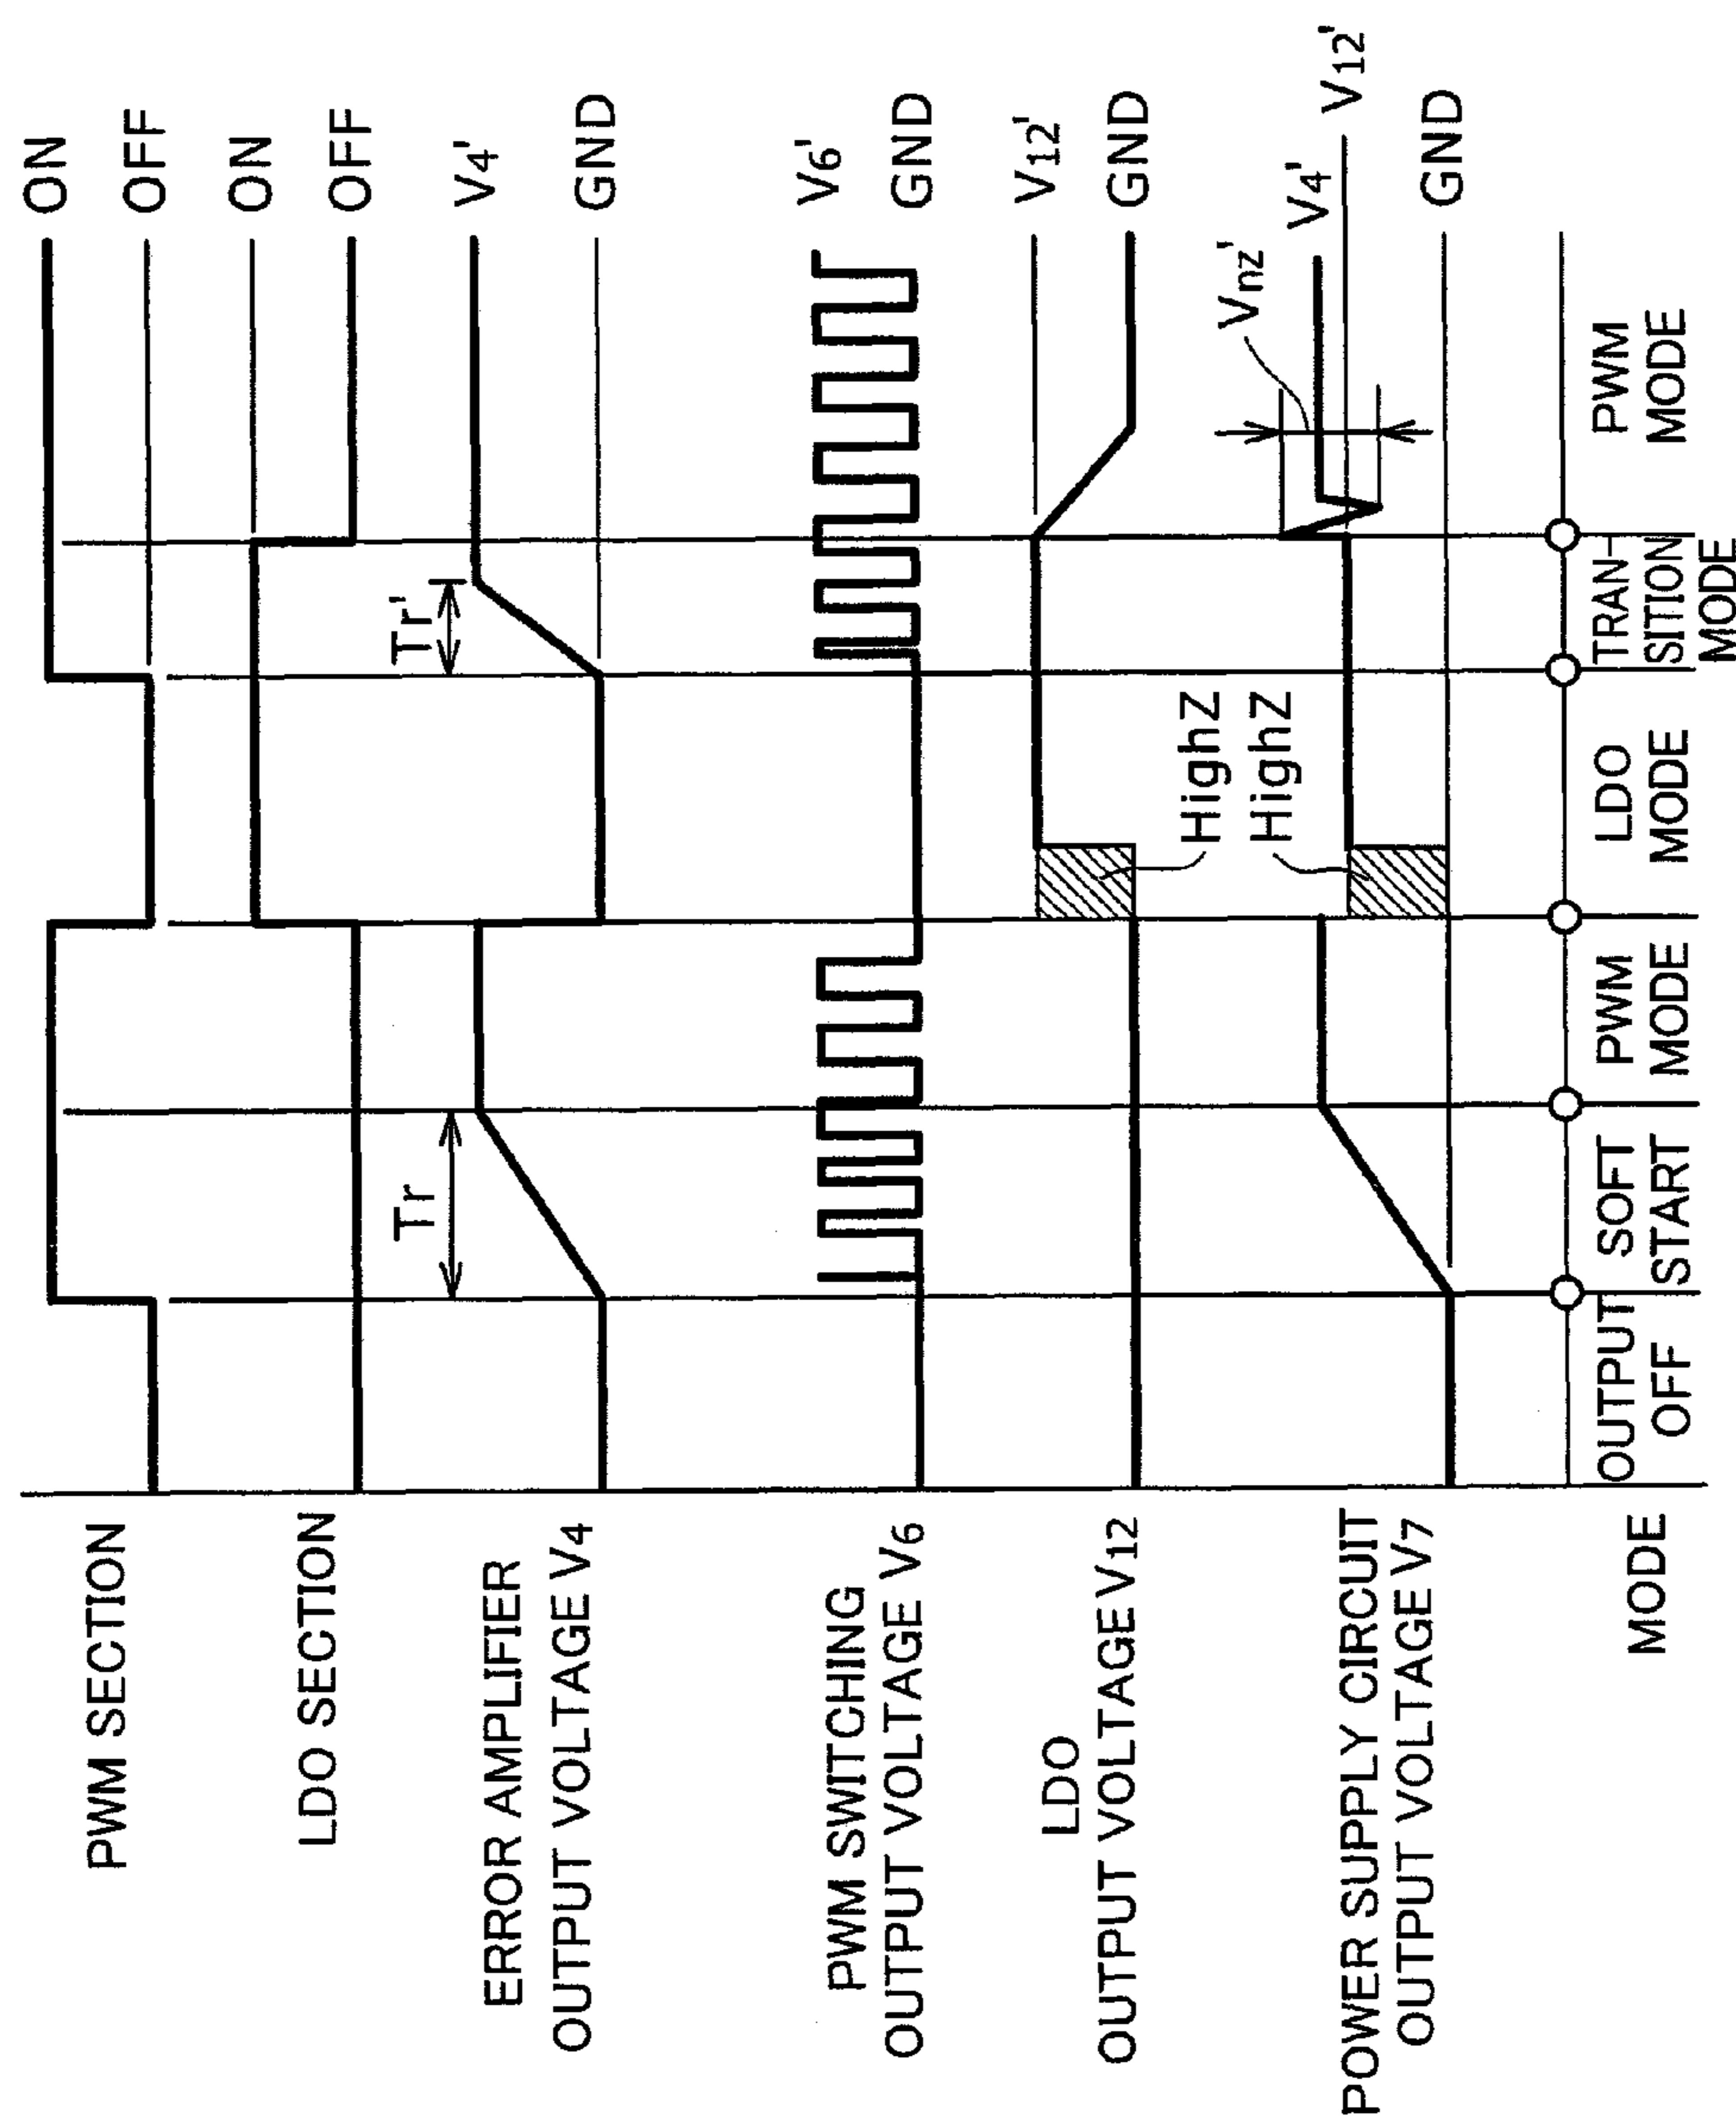 PWM SECTION
ON
OFF
LDO SECTION
ON
OFF
ERROR AMPLIFIER
OUTPUT VOLTAGE V4
Tr
Tr'
V4'
GND
PWM SWITCHING
OUTPUT VOLTAGE V6
V6'
GND
LDO
OUTPUT VOLTAGE V12
V12'
GND
HighZ
HighZ
POWER SUPPLY CIRCUIT
OUTPUT VOLTAGE V7
Vnz'
V4'
V12'
GND
MODE
OUTPUT
OFF
SOFT
START
PWM
MODE
LDO
MODE
TRAN-
SITION
MODE
PWM
MODE